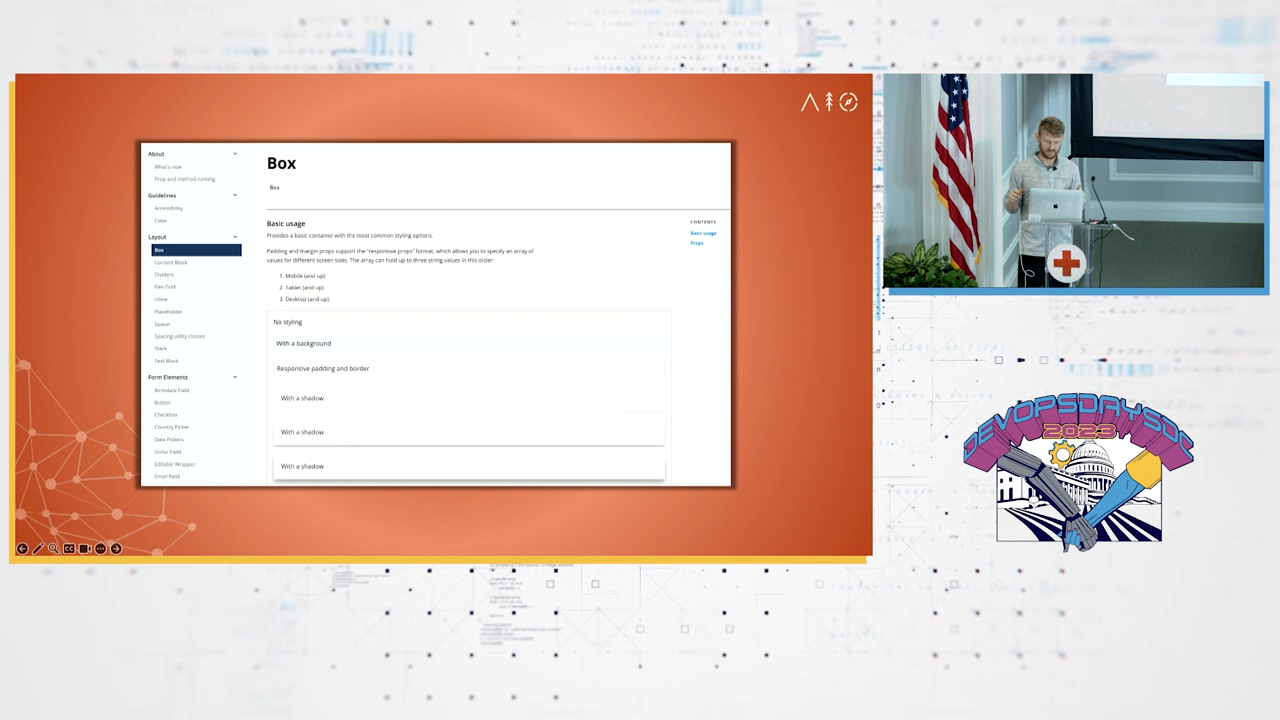 About
What's new
Prop and method naming
Guidelines
Accessibility
Color
Layout
Box
Content Block
Dividers
Flex Grid
Inline
Placeholder
Spacer
Spacing utility classes
Stack
Text Block
Form Elements
Birthdate Field
Button
Checkbox
Country Picker
Date Pickers
Dollar Field
Editable Wrapper
Email Field
Box
Box
Basic usage
Provides a basic container with the most common styling options.
Padding and margin props support the "responsive props" format, which allows you to specify an array of
values for different screen sizes. The array can hold up to three string values in this order:
1. Mobile (and up)
2. Tablet (and up)
3. Desktop (and up).
No styling
With a background
Responsive padding and border
With a shadow
With a shadow
With a shadow
CONTENTS
Basic usage
Props
CC
DEVOPSDAYSDC
2023